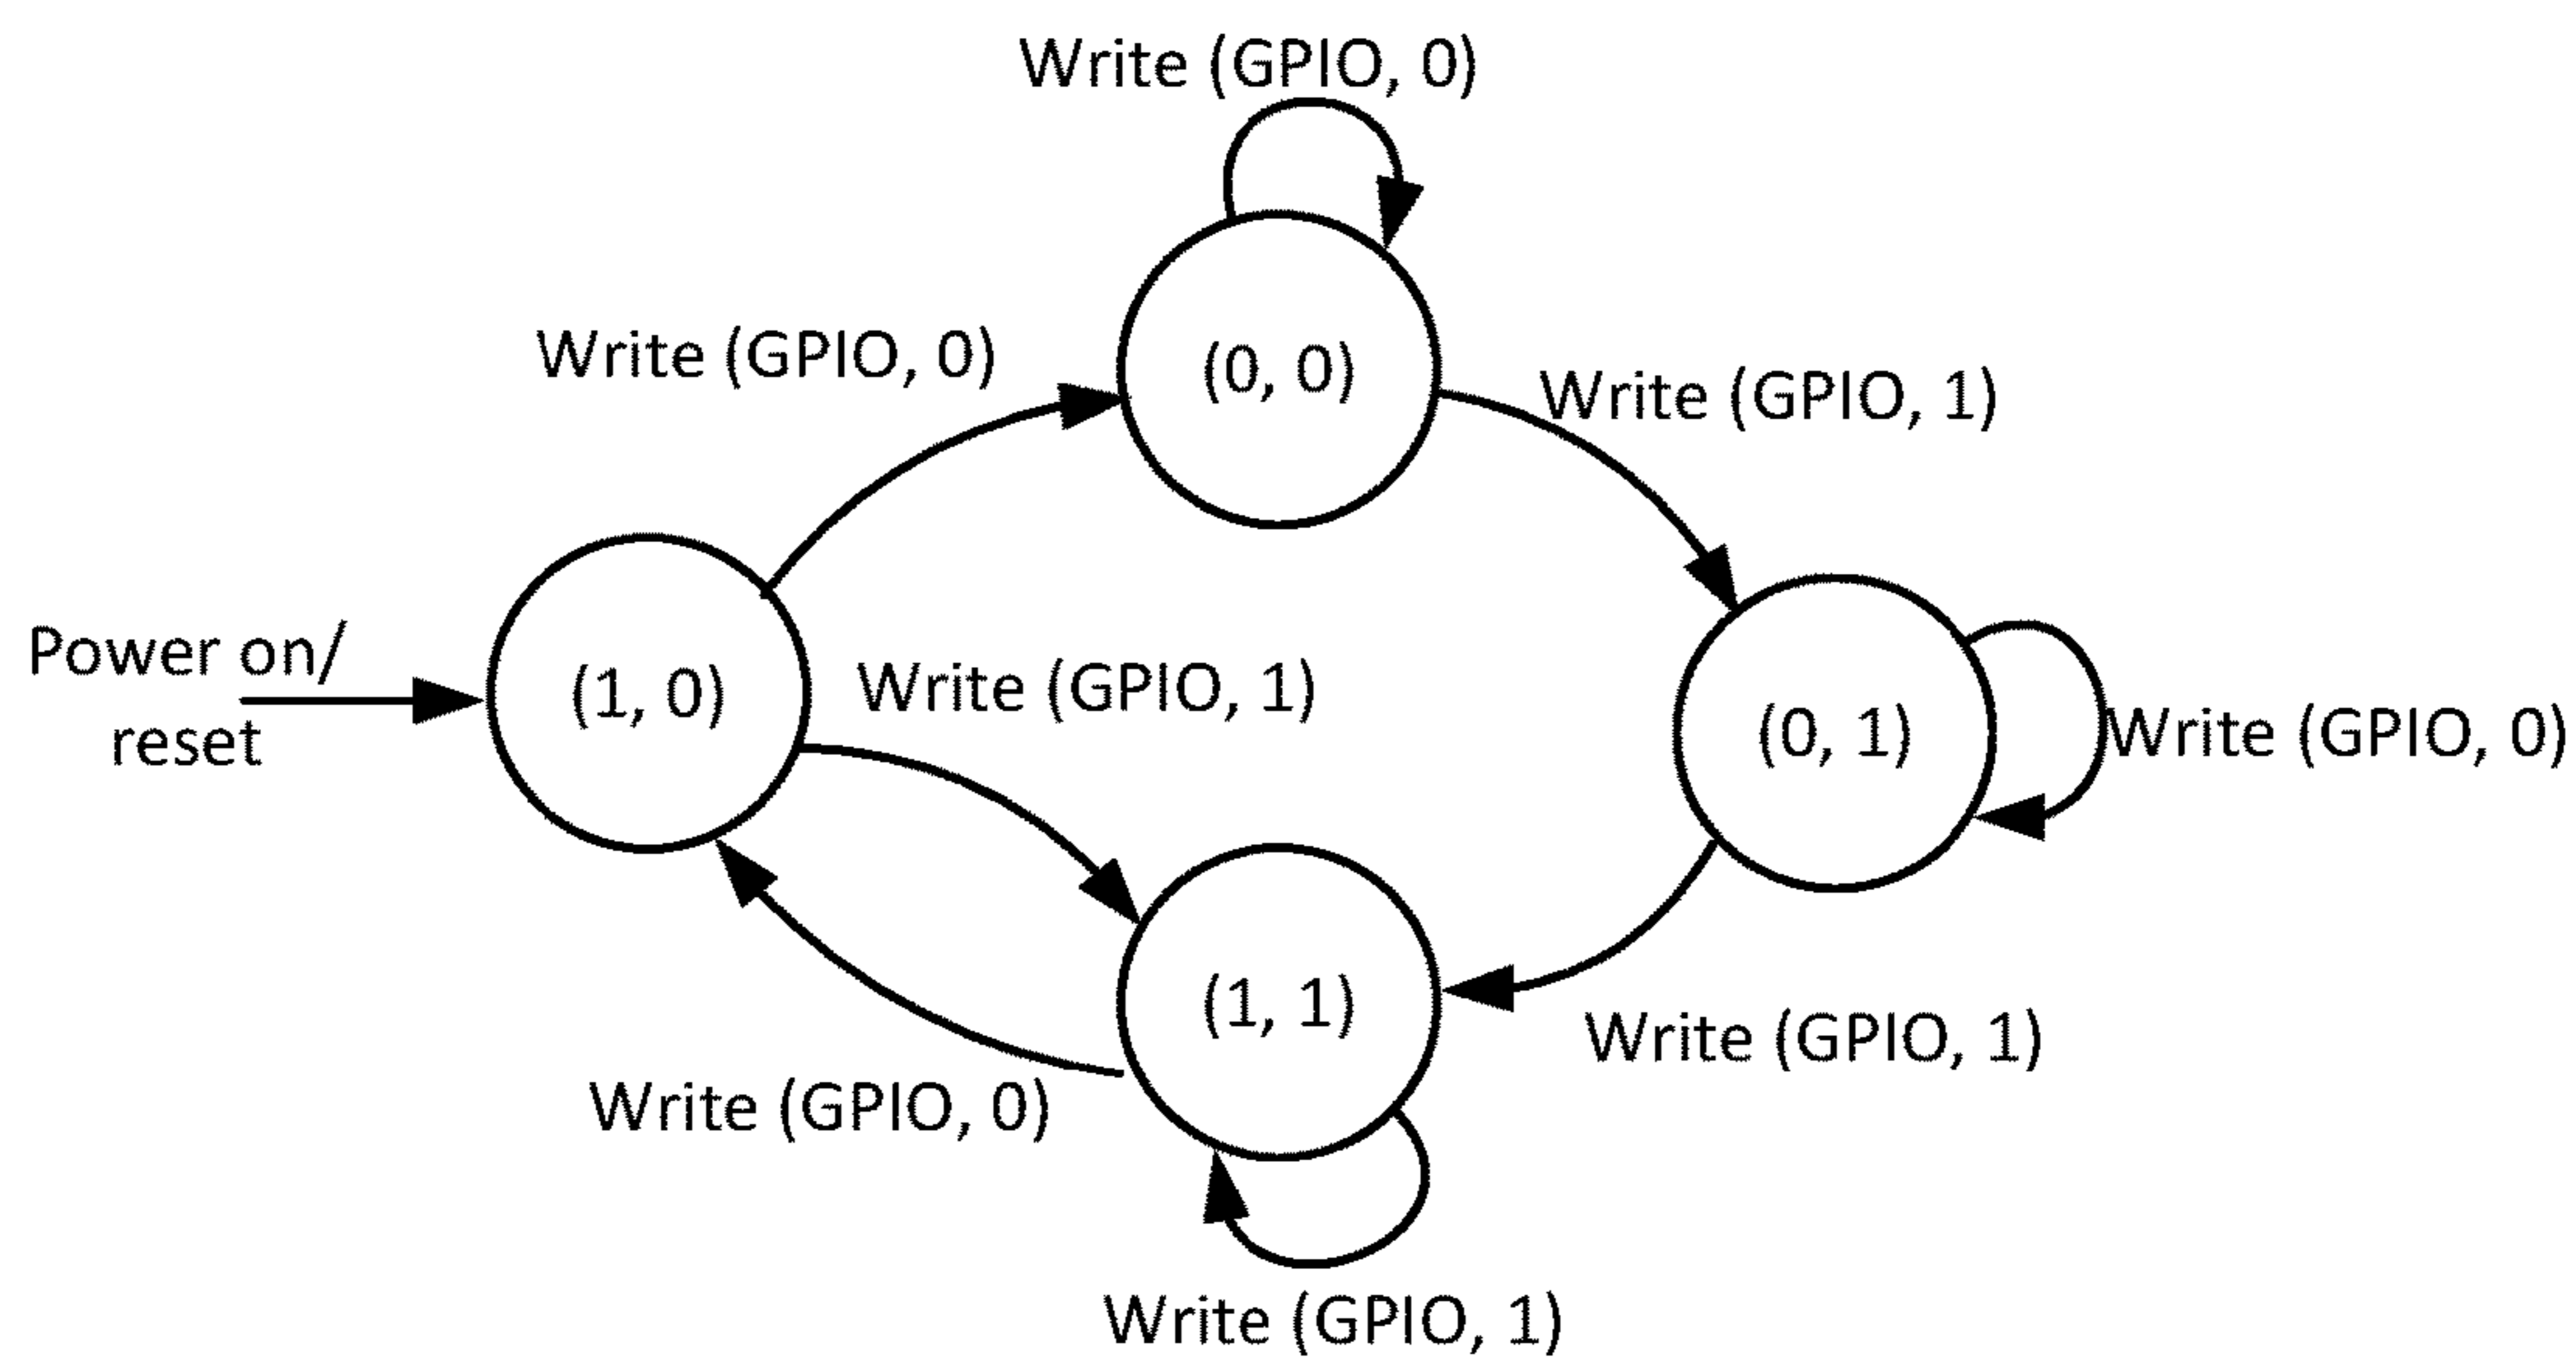 Write (GPIO, 0)
Write (GPIO, 0)
(0, 0)
Write (GPIO, 1)
Power on/
reset
(1, 0)
Write (GPIO, 1)
(0, 1)
Write (GPIO, 0)
(1, 1)
Write (GPIO, 1)
Write (GPIO, 0)
Write (GPIO, 1)